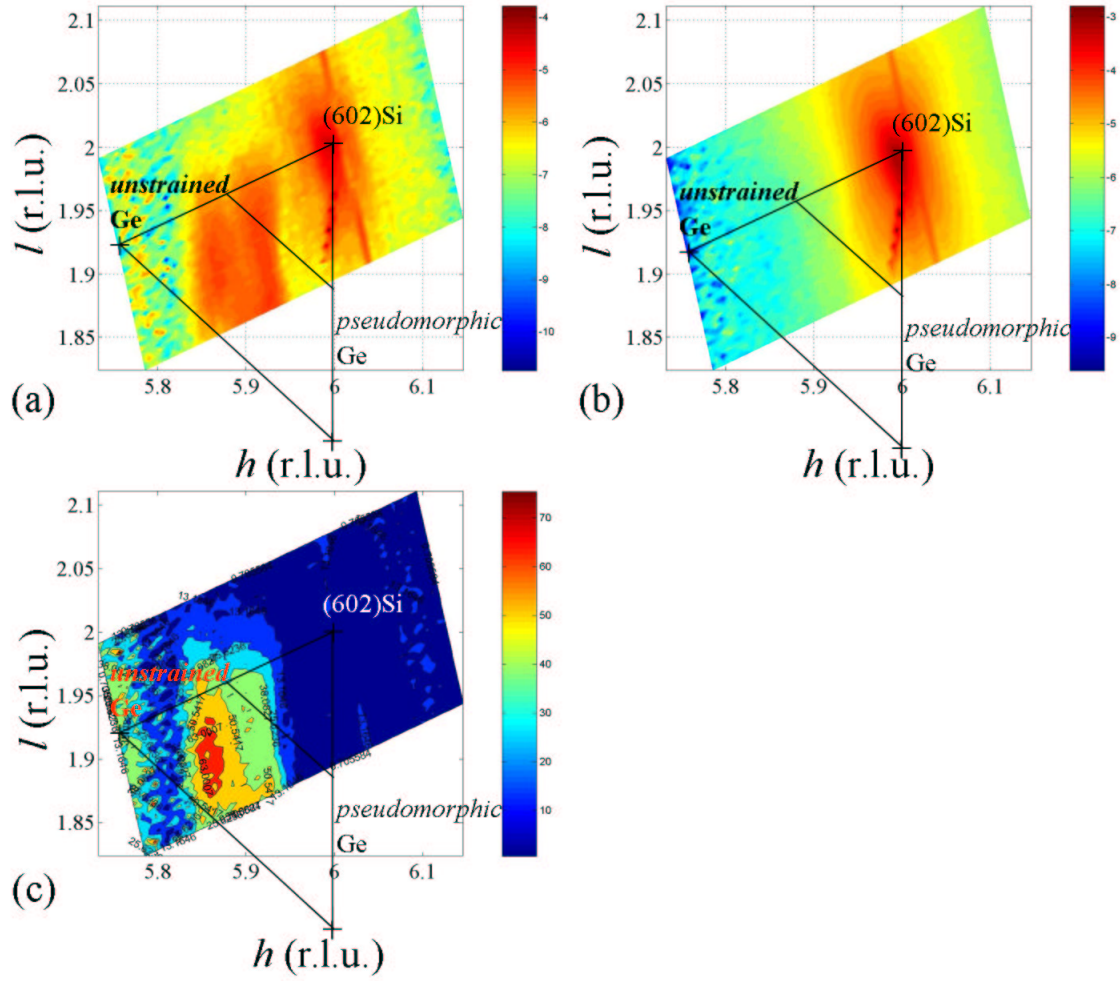 2.1
2.05
2
1.95
1.9
1.85
l (r.l.u.)
(602)Si
unstrained
Ge
pseudomorphic
Ge
5.8 5.9 6 6.1
h (r.l.u.)
-4
-5
-6
-7
-8
-9
-10
(a)
2.1
2.05
2
1.95
1.9
1.85
l (r.l.u.)
(602)Si
unstrained
Ge
pseudomorphic
Ge
5.8 5.9 6 6.1
h (r.l.u.)
-3
-4
-5
-6
-7
-8
-9
(b)
2.1
2.05
2
1.95
1.9
1.85
l (r.l.u.)
(602)Si
unstrained
Ge
pseudomorphic
Ge
5.8 5.9 6 6.1
h (r.l.u.)
70
60
50
40
30
20
10
(c)